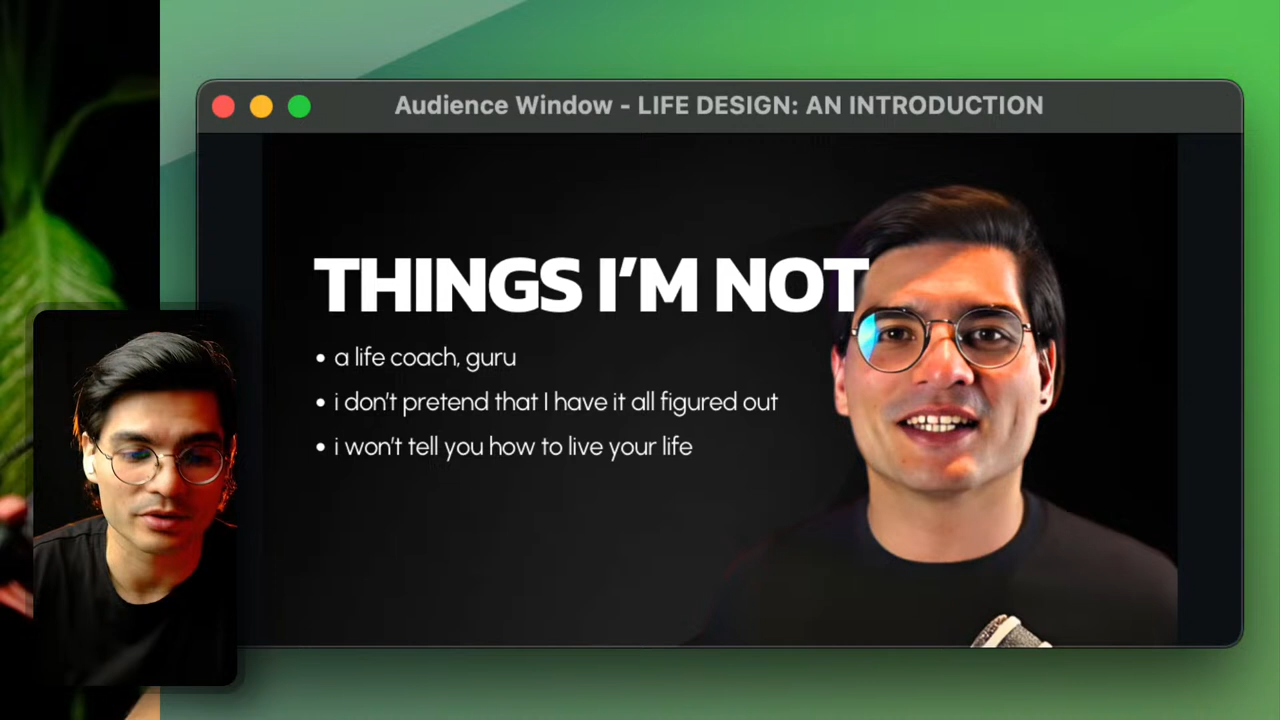 Audience Window - LIFE DESIGN: AN INTRODUCTION
THINGS I’M NOT
• a life coach, guru
• i don’t pretend that I have it all figured out
• i won’t tell you how to live your life